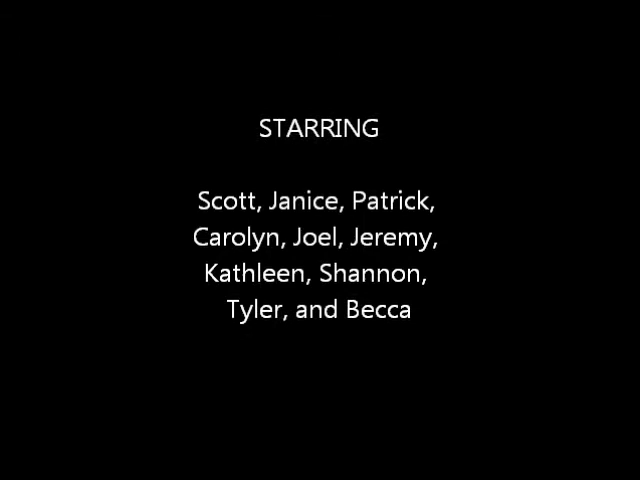 STARRING
Scott, Janice, Patrick,
Carolyn, Joel, Jeremy,
Kathleen, Shannon,
Tyler, and Becca